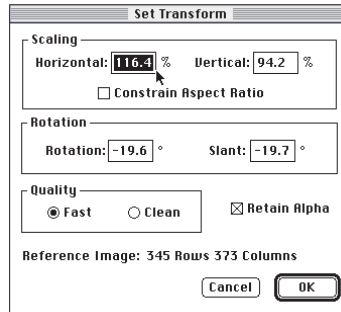 Set Transform
Scaling
Horizontal: 116.4 % Vertical: 94.2 %
Constrain Aspect Ratio
Rotation
Rotation: -19.6 ° Slant: -19.7 °
Quality
Fast Clean Retain Alpha
Reference Image: 345 Rows 373 Columns
Cancel OK